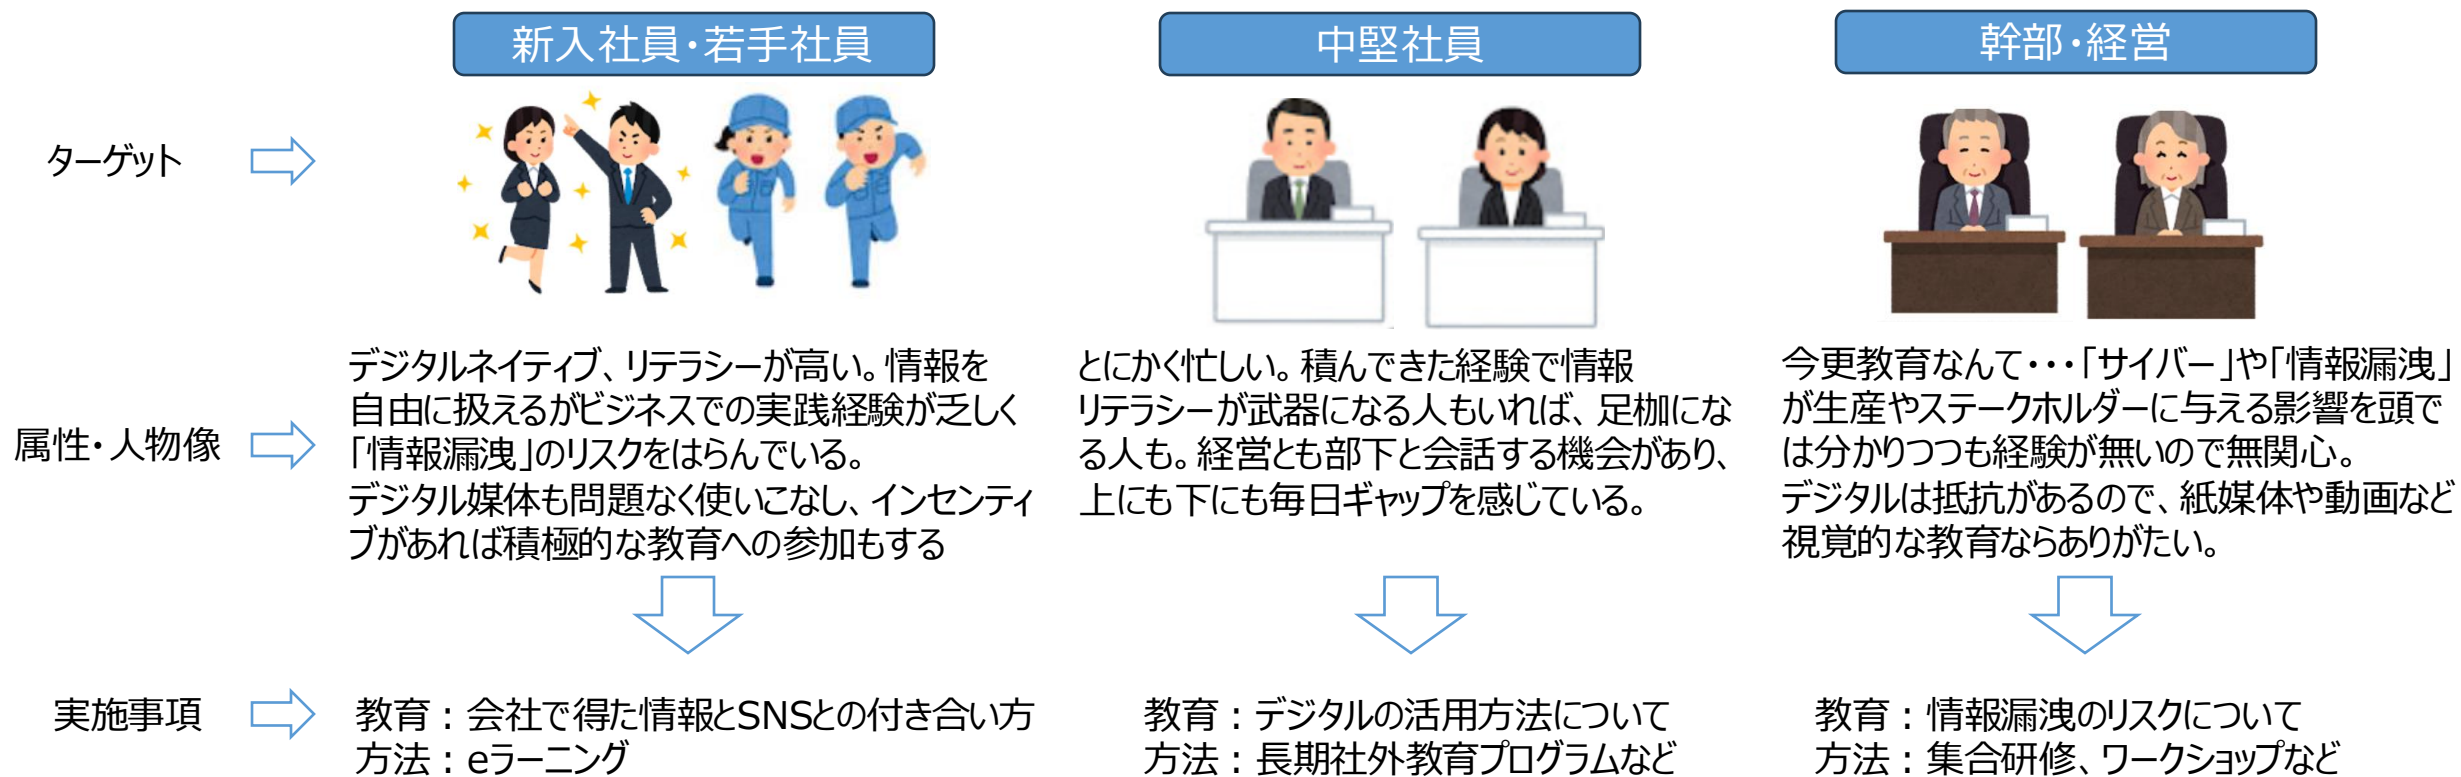 新入社員・若手社員
中堅社員
幹部・経営
ターゲット
属性・人物像
デジタルネイティブ、リテラシーが高い。情報を
自由に扱えるがビジネスでの実践経験が乏しく
「情報漏洩」のリスクをはらんでいる。
デジタル媒体も問題なく使いこなし、インセンティ
ブがあれば積極的な教育への参加もする
とにかく忙しい。積んできた経験で情報
リテラシーが武器になる人もいれば、足枷にな
る人も。経営とも部下と会話する機会があり、
上にも下にも毎日ギャップを感じている。
今更教育なんて・・・「サイバー」や「情報漏洩」
が生産やステークホルダーに与える影響を頭で
は分かりつつも経験が無いので無関心。
デジタルは抵抗があるので、紙媒体や動画など
視覚的な教育ならありがたい。
実施事項
教育：会社で得た情報とSNSとの付き合い方
方法：eラーニング
教育：デジタルの活用方法について
方法：長期社外教育プログラムなど
教育：情報漏洩のリスクについて
方法：集合研修、ワークショップなど